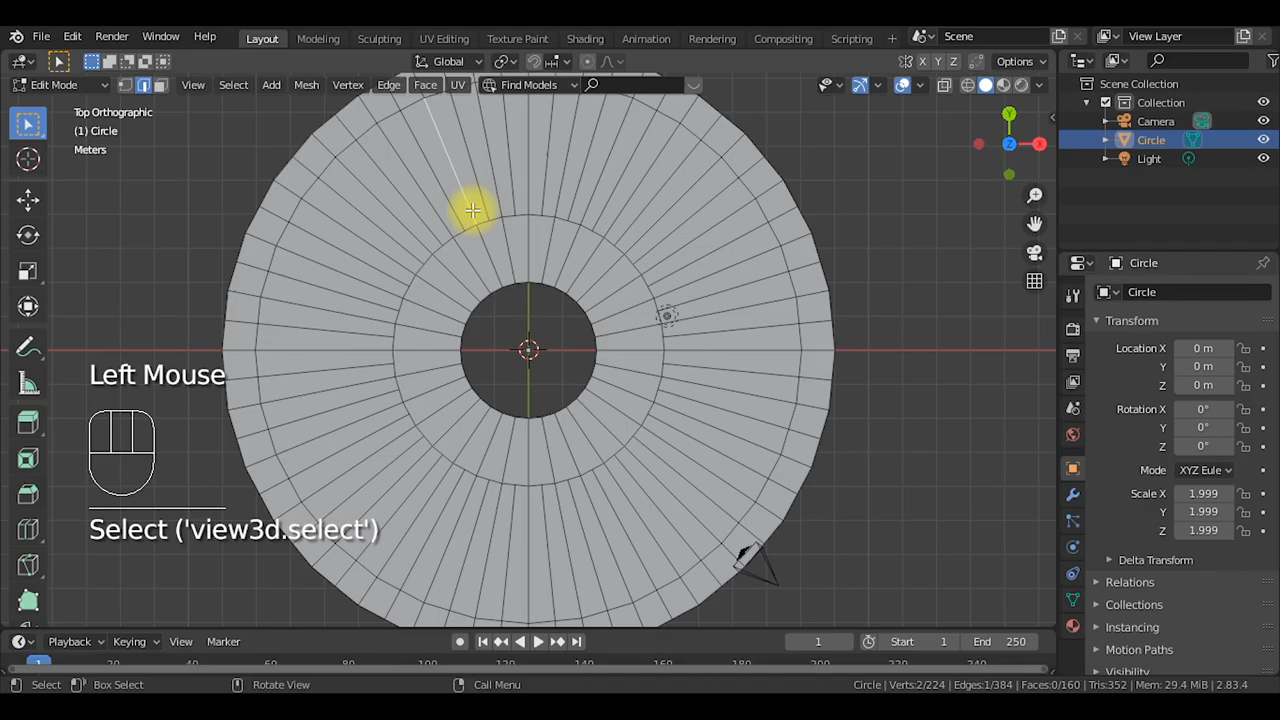 File Edit Render Window Help Layout Modeling Sculpting UV Editing Texture Paint Shading Animation Rendering Compositing Scripting Scene View Layer
Global X Y Z Options
Edit Mode View Select Add Mesh Vertex Edge Face UV Find Models
Top Orthographic
(1) Circle
Meters
Y
Z
X
Left Mouse
Select ('view3d.select')
Scene Collection
Collection
Camera
Circle
Light
Circle
Circle
Transform
Location X 0 m
Y 0 m
Z 0 m
Rotation X 0°
Y 0°
Z 0°
Mode XYZ Eule
Scale X 1.999
Y 1.999
Z 1.999
Delta Transform
Relations
Collections
Instancing
Motion Paths
Visibility
Playback Keying View Marker 1 Start 1 End 250
1 20 40 60 80 100 120 140 160 180 200 220 240
Select Box Select Rotate View Call Menu Circle | Verts:2/224 | Edges:1/384 | Faces:0/160 | Tris:352 | Mem: 29.4 MiB | 2.83.4